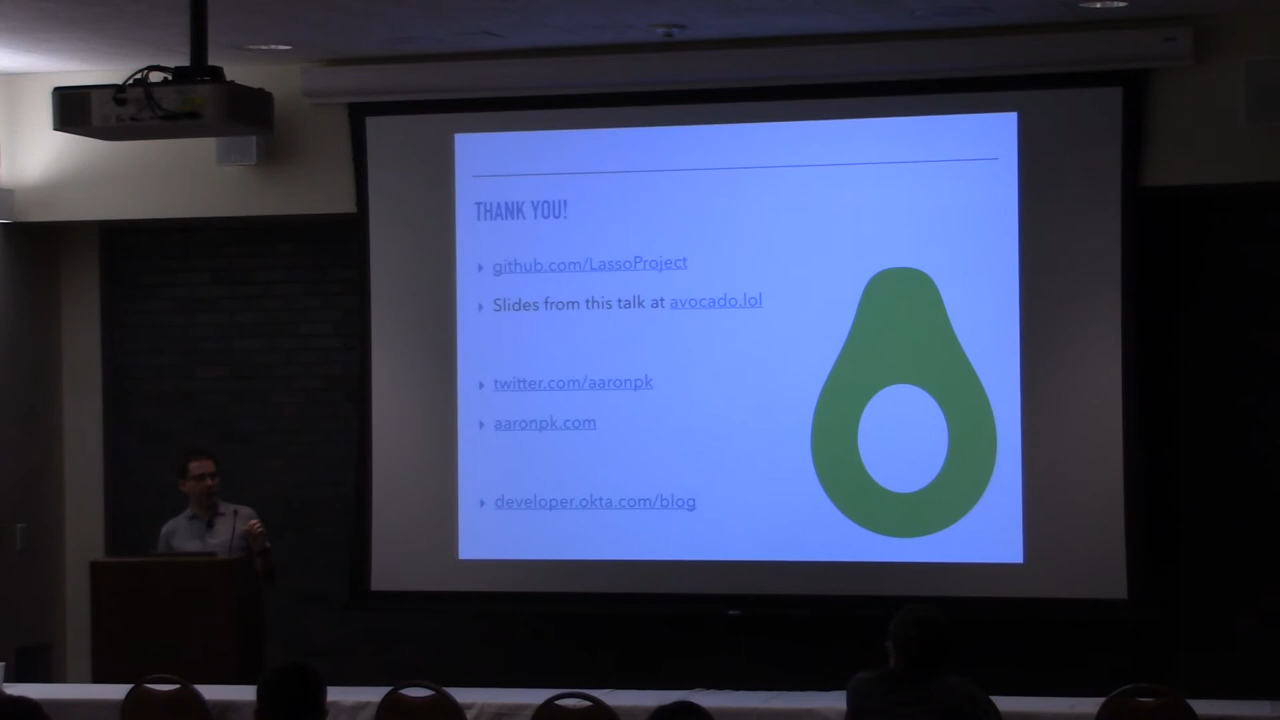 THANK YOU!
github.com/LassoProject
Slides from this talk at avocado.lol
twitter.com/aaronpk
aaronpk.com
developer.okta.com/blog